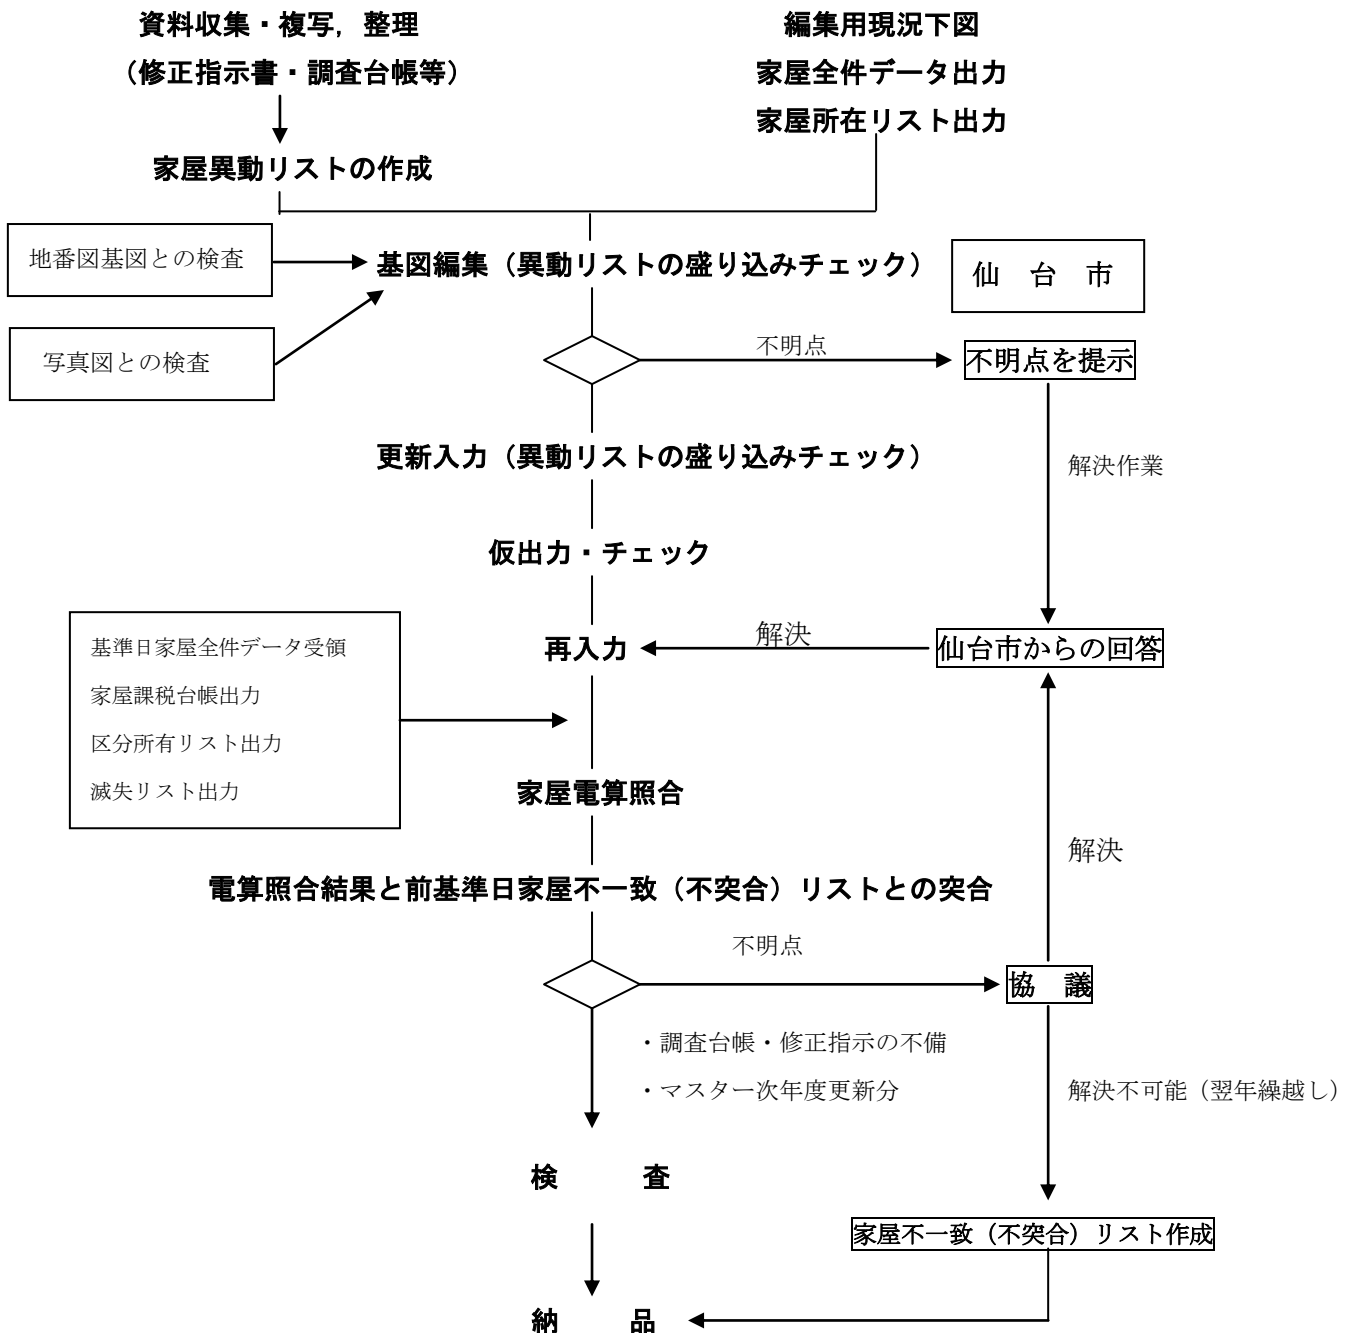 資料収集・複写，整理
（修正指示書・調査台帳等）
編集用現況下図
家屋全件データ出力
家屋所在リスト出力
家屋異動リストの作成
地番図基図との検査
基図編集（異動リストの盛り込みチェック）
仙　台　市
写真図との検査
不明点
不明点を提示
更新入力（異動リストの盛り込みチェック）
解決作業
仮出力・チェック
再入力
解決
仙台市からの回答
基準日家屋全件データ受領
家屋課税台帳出力
区分所有リスト出力
滅失リスト出力
家屋電算照合
解決
電算照合結果と前基準日家屋不一致（不突合）リストとの突合
不明点
協　議
・調査台帳・修正指示の不備
・マスター次年度更新分
解決不可能（翌年繰越し）
検　　　査
家屋不一致（不突合）リスト作成
納　　　品